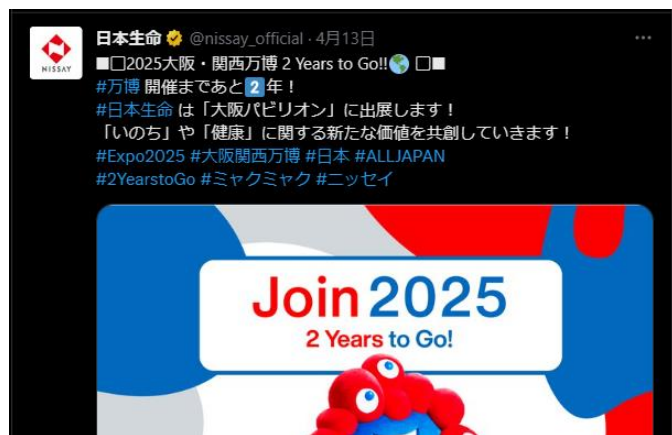 NISSAY
日本生命 @nissay_official · 4月13日
■□2025大阪・関西万博 2 Years to Go!!🌎 □■
#万博 開催まであと2️⃣年！
#日本生命 は「大阪パビリオン」に出展します！
「いのち」や「健康」に関する新たな価値を共創していきます！
#Expo2025 #大阪関西万博 #日本 #ALLJAPAN
#2YearstoGo #ミャクミャク #ニッセイ
Join 2025
2 Years to Go!